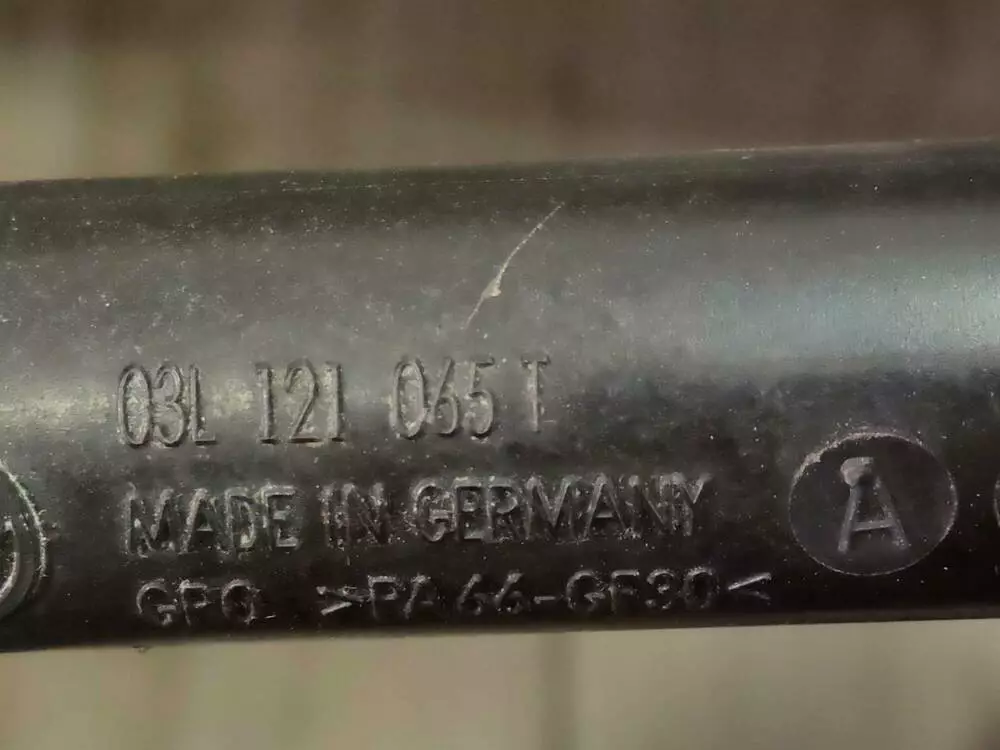 03L 121 065 T
MADE IN GERMANY
A
GPQ >PA 66-GF30<